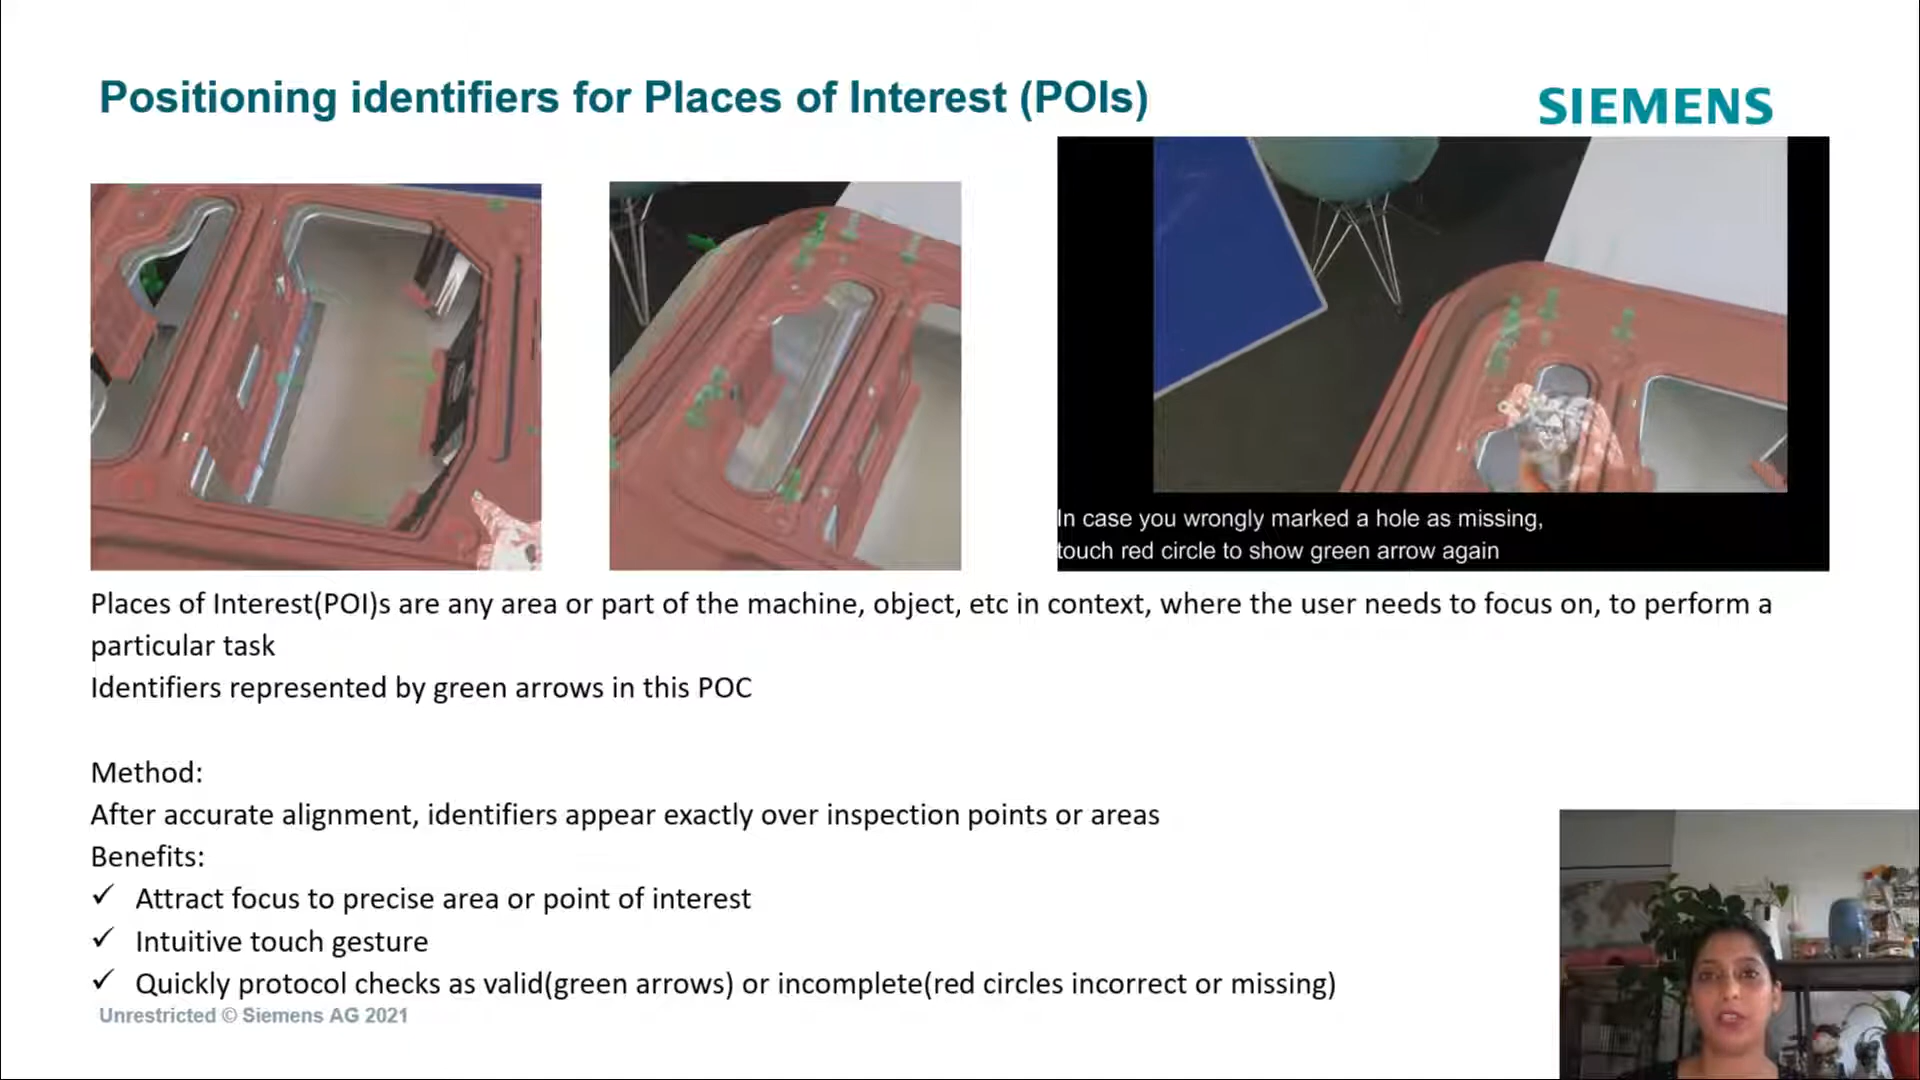 Positioning identifiers for Places of Interest (POIs)
SIEMENS
In case you wrongly marked a hole as missing,
touch red circle to show green arrow again
Places of Interest(POI)s are any area or part of the machine, object, etc in context, where the user needs to focus on, to perform a
particular task
Identifiers represented by green arrows in this POC
Method:
After accurate alignment, identifiers appear exactly over inspection points or areas
Benefits:
✓ Attract focus to precise area or point of interest
✓ Intuitive touch gesture
✓ Quickly protocol checks as valid(green arrows) or incomplete(red circles incorrect or missing)
Unrestricted © Siemens AG 2021